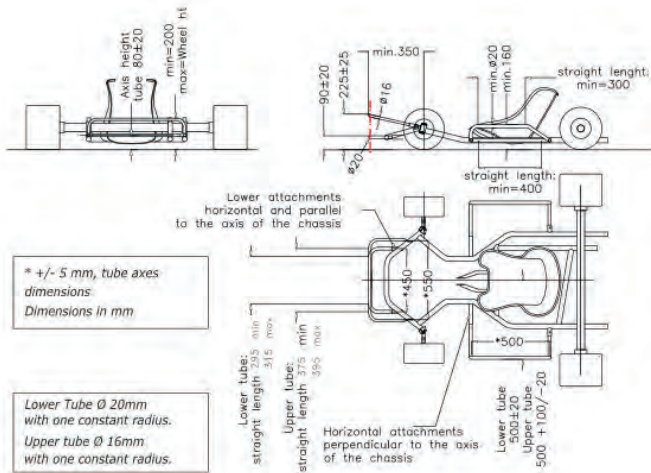 Axis height
tube 80±20
min=200
max=Wheel ht
90±20
225±25
min.350
Ø16
Ø20
min.Ø20
min.160
straight lenght:
min=300
straight length:
min=400
Lower attachments
horizontal and parallel
to the axis of the chassis
* +/- 5 mm, tube axes
dimensions
Dimensions in mm
*450
*550
*500
Lower tube:
straight length 295 min
315 max
Upper tube:
straight length 375 min
395 max
Lower tube
500±20
Upper tube
500 +100/-20
Lower Tube Ø 20mm
with one constant radius.
Upper tube Ø 16mm
with one constant radius.
Horizontal attachments
perpendicular to the axis
of the chassis